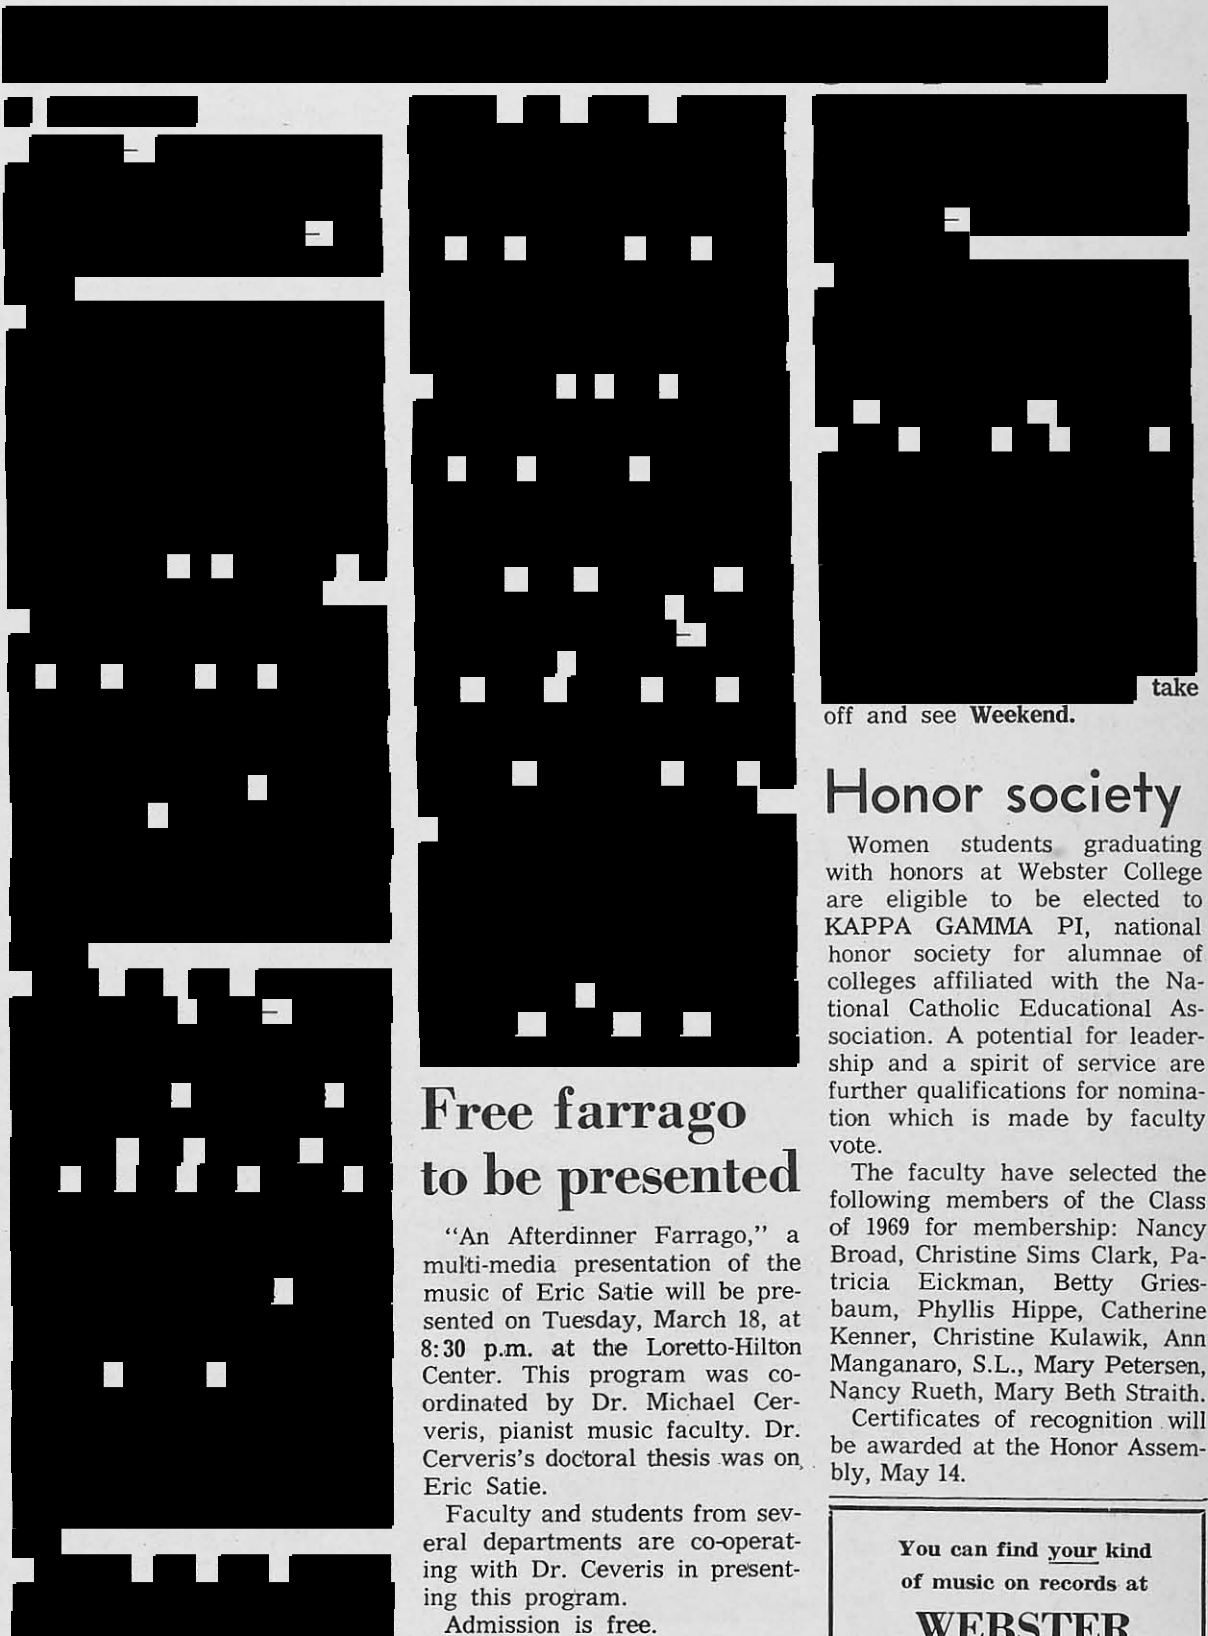 take
off and see Weekend.
Free farrago
to be presented
"An Afterdinner Farrago," a
multi-media presentation of the
music of Eric Satie will be pre-
sented on Tuesday, March 18, at
8:30 p.m. at the Loretto-Hilton
Center. This program was co-
ordinated by Dr. Michael Cer-
veris, pianist music faculty. Dr.
Cerveris's doctoral thesis was on
Eric Satie.
Faculty and students from sev-
eral departments are co-operat-
ing with Dr. Ceveris in present-
ing this program.
Admission is free.
Honor society
Women students graduating
with honors at Webster College
are eligible to be elected to
KAPPA GAMMA PI, national
honor society for alumnae of
colleges affiliated with the Na-
tional Catholic Educational As-
sociation. A potential for leader-
ship and a spirit of service are
further qualifications for nomina-
tion which is made by faculty
vote.
The faculty have selected the
following members of the Class
of 1969 for membership: Nancy
Broad, Christine Sims Clark, Pa-
tricia Eickman, Betty Gries-
baum, Phyllis Hippe, Catherine
Kenner, Christine Kulawik, Ann
Manganaro, S.L., Mary Petersen,
Nancy Rueth, Mary Beth Straith.
Certificates of recognition will
be awarded at the Honor Assem-
bly, May 14.
You can find your kind
of music on records at
WEBSTER